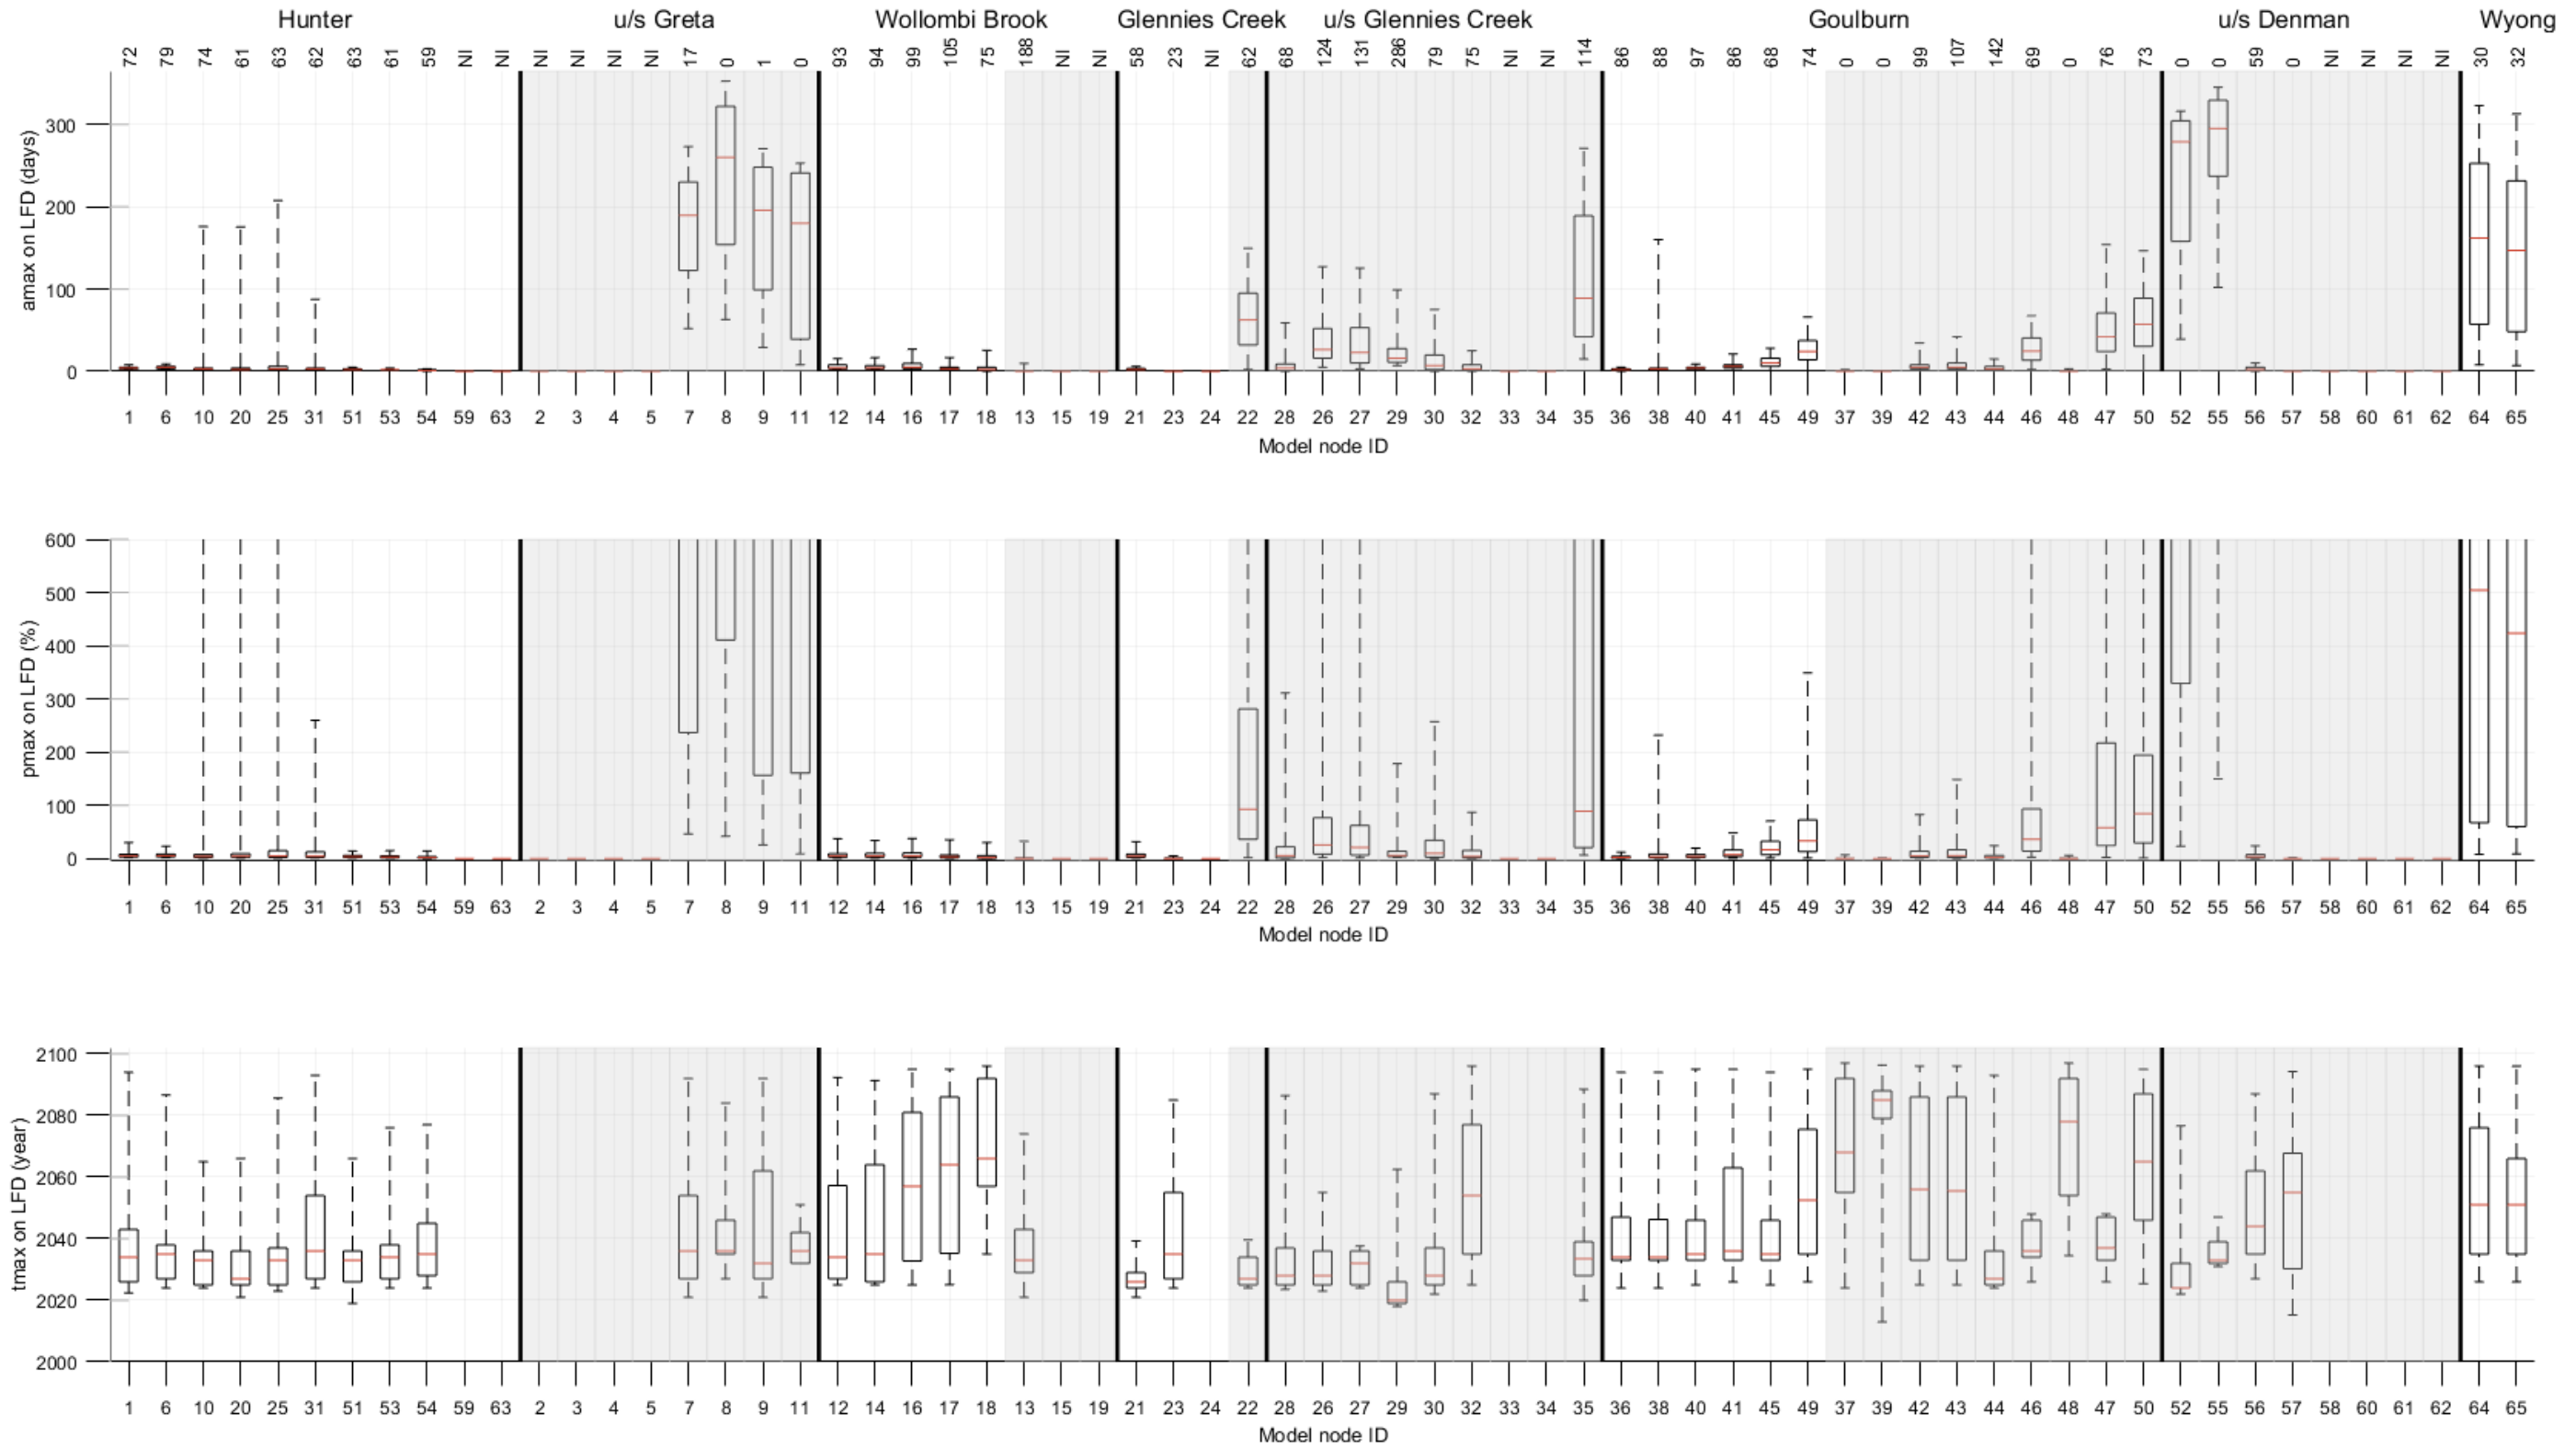 Hunter u/s Greta Wollombi Brook Glennies Creek u/s Glennies Creek Goulburn u/s Denman Wyong
72 79 74 61 63 62 63 61 59 NI NI NI NI NI NI 17 0 1 0 93 94 99 105 75 188 NI NI 58 23 NI 62 68 124 131 286 79 75 NI NI 114 86 88 97 86 68 74 0 0 99 107 142 69 0 76 73 0 0 59 0 NI NI NI NI 30 32
amax on LFD (days)
300
200
100
0
1 6 10 20 25 31 51 53 54 59 63 2 3 4 5 7 8 9 11 12 14 16 17 18 13 15 19 21 23 24 22 28 26 27 29 30 32 33 34 35 36 38 40 41 45 49 37 39 42 43 44 46 48 47 50 52 55 56 57 58 60 61 62 64 65
Model node ID
pmax on LFD (%)
600
500
400
300
200
100
0
1 6 10 20 25 31 51 53 54 59 63 2 3 4 5 7 8 9 11 12 14 16 17 18 13 15 19 21 23 24 22 28 26 27 29 30 32 33 34 35 36 38 40 41 45 49 37 39 42 43 44 46 48 47 50 52 55 56 57 58 60 61 62 64 65
Model node ID
tmax on LFD (year)
2100
2080
2060
2040
2020
2000
1 6 10 20 25 31 51 53 54 59 63 2 3 4 5 7 8 9 11 12 14 16 17 18 13 15 19 21 23 24 22 28 26 27 29 30 32 33 34 35 36 38 40 41 45 49 37 39 42 43 44 46 48 47 50 52 55 56 57 58 60 61 62 64 65
Model node ID